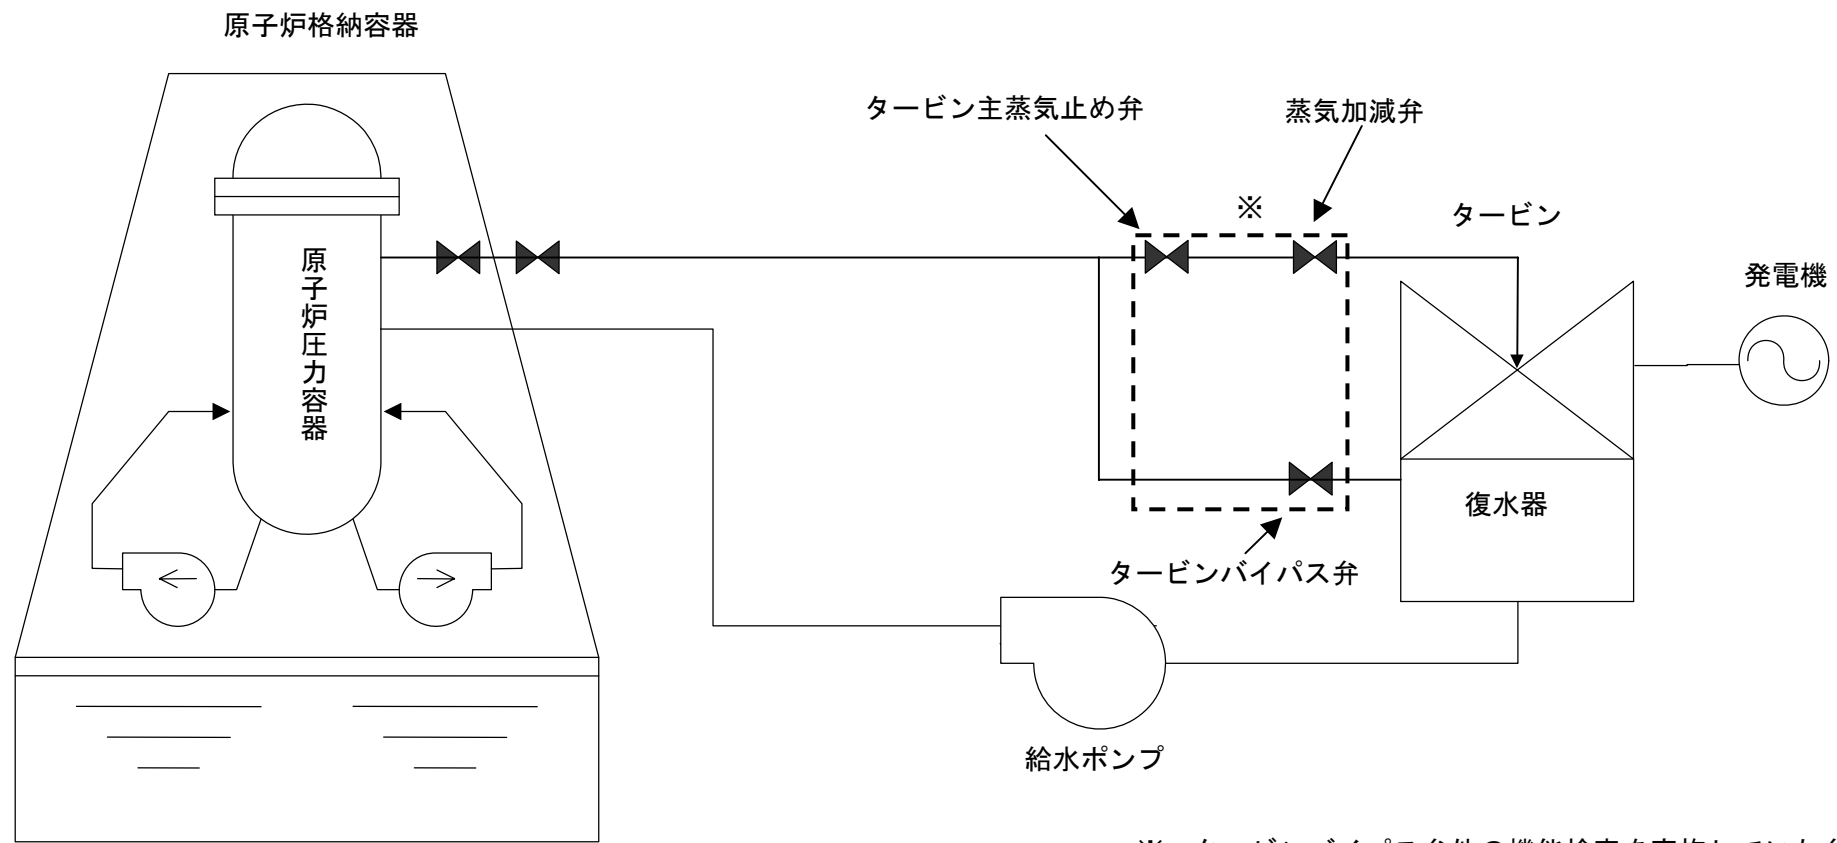 原子炉格納容器
タービン主蒸気止め弁
蒸気加減弁
※
タービン
発電機
原子炉圧力容器
復水器
タービンバイパス弁
給水ポンプ